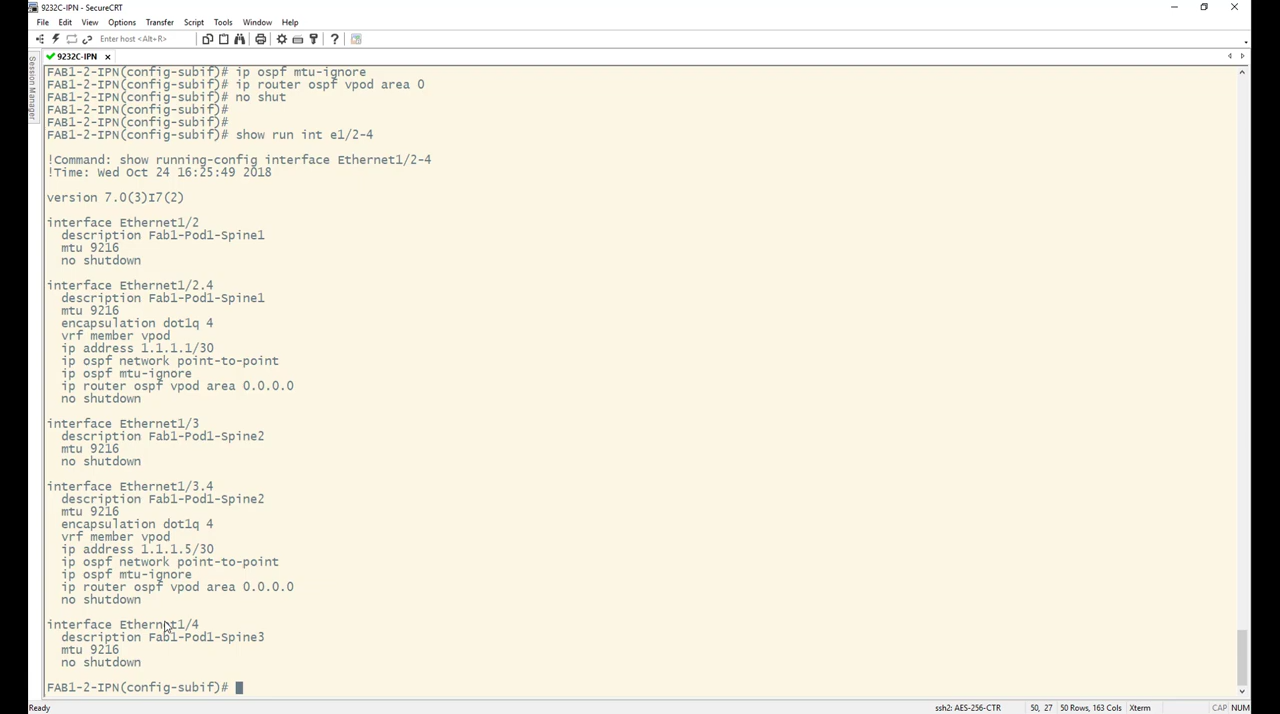 9232C-IPN - SecureCRT
File Edit View Options Transfer Script Tools Window Help
Enter host <Alt+R>
9232C-IPN
Session Manager
FAB1-2-IPN(config-subif)# ip ospf mtu-ignore
FAB1-2-IPN(config-subif)# ip router ospf vpod area 0
FAB1-2-IPN(config-subif)# no shut
FAB1-2-IPN(config-subif)#
FAB1-2-IPN(config-subif)#
FAB1-2-IPN(config-subif)# show run int e1/2-4
!Command: show running-config interface Ethernet1/2-4
!Time: Wed Oct 24 16:25:49 2018
version 7.0(3)I7(2)
interface Ethernet1/2
description Fab1-Pod1-Spine1
mtu 9216
no shutdown
interface Ethernet1/2.4
description Fab1-Pod1-Spine1
mtu 9216
encapsulation dot1q 4
vrf member vpod
ip address 1.1.1.1/30
ip ospf network point-to-point
ip ospf mtu-ignore
ip router ospf vpod area 0.0.0.0
no shutdown
interface Ethernet1/3
description Fab1-Pod1-Spine2
mtu 9216
no shutdown
interface Ethernet1/3.4
description Fab1-Pod1-Spine2
mtu 9216
encapsulation dot1q 4
vrf member vpod
ip address 1.1.1.5/30
ip ospf network point-to-point
ip ospf mtu-ignore
ip router ospf vpod area 0.0.0.0
no shutdown
interface Ethernet1/4
description Fab1-Pod1-Spine3
mtu 9216
no shutdown
FAB1-2-IPN(config-subif)#
Ready ssh2: AES-256-CTR 50, 27 50 Rows, 163 Cols Xterm CAP NUM